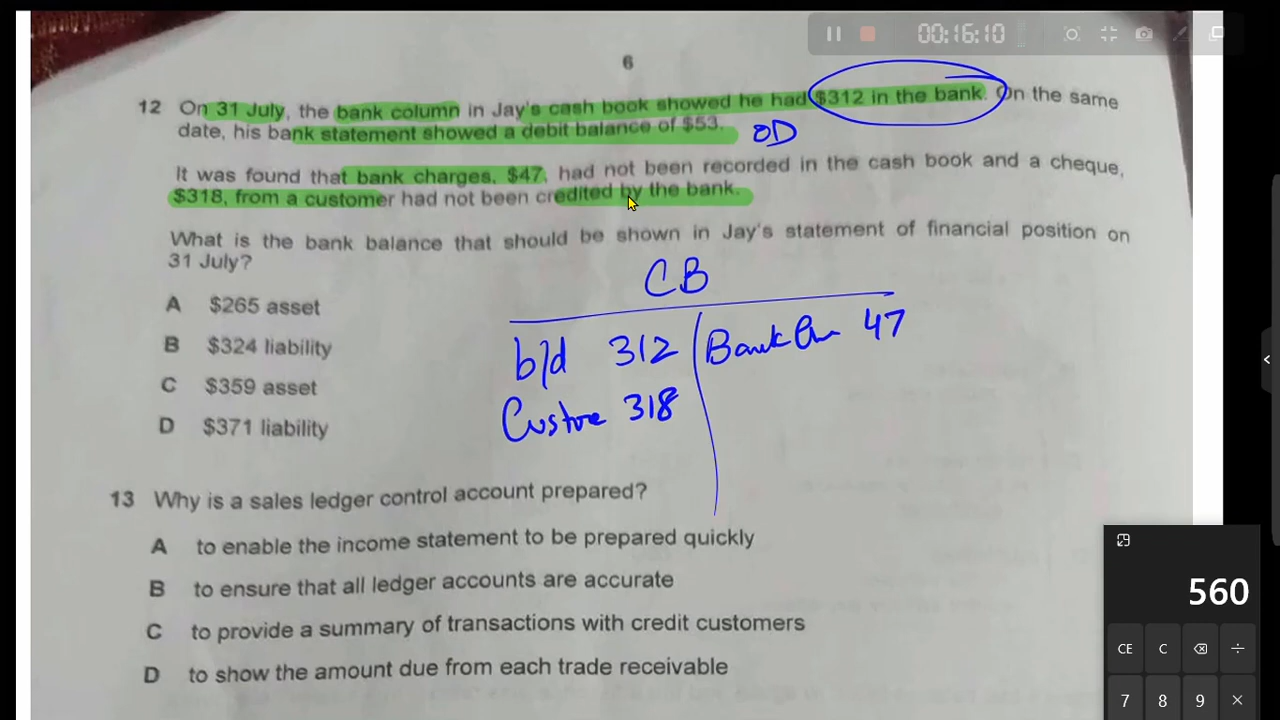 00:16:10
6
12 On 31 July, the bank column in Jay's cash book showed he had $312 in the bank. On the same
date, his bank statement showed a debit balance of $53.
OD
It was found that bank charges, $47, had not been recorded in the cash book and a cheque,
$318, from a customer had not been credited by the bank.
What is the bank balance that should be shown in Jay's statement of financial position on
31 July?
CB
A $265 asset
B $324 liability
C $359 asset
D $371 liability
b/d 312 Bank 47
318
13 Why is a sales ledger control account prepared?
A to enable the income statement to be prepared quickly
B to ensure that all ledger accounts are accurate
C to provide a summary of transactions with credit customers
D to show the amount due from each trade receivable
560
CE C ⌫ ÷
7 8 9 ×